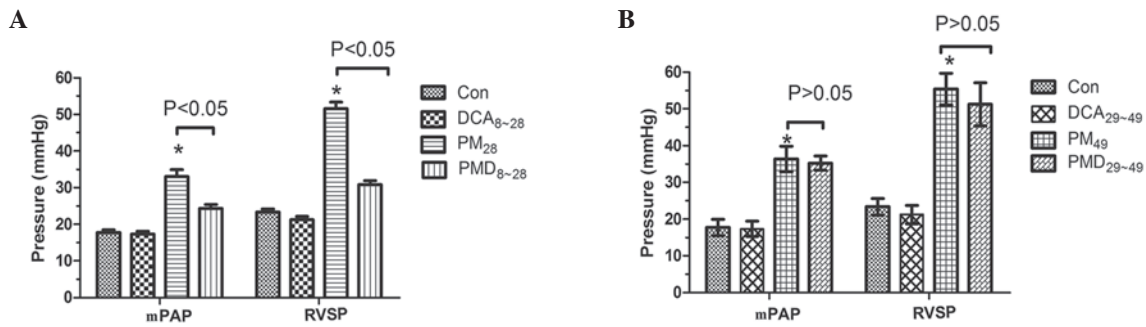 A
Pressure (mmHg)
60
50
40
30
20
10
0
P<0.05
*
P<0.05
*
mPAP
RVSP
Con
DCA8~28
PM28
PMD8~28
B
Pressure (mmHg)
60
50
40
30
20
10
0
P>0.05
*
P>0.05
*
mPAP
RVSP
Con
DCA29~49
PM49
PMD29~49